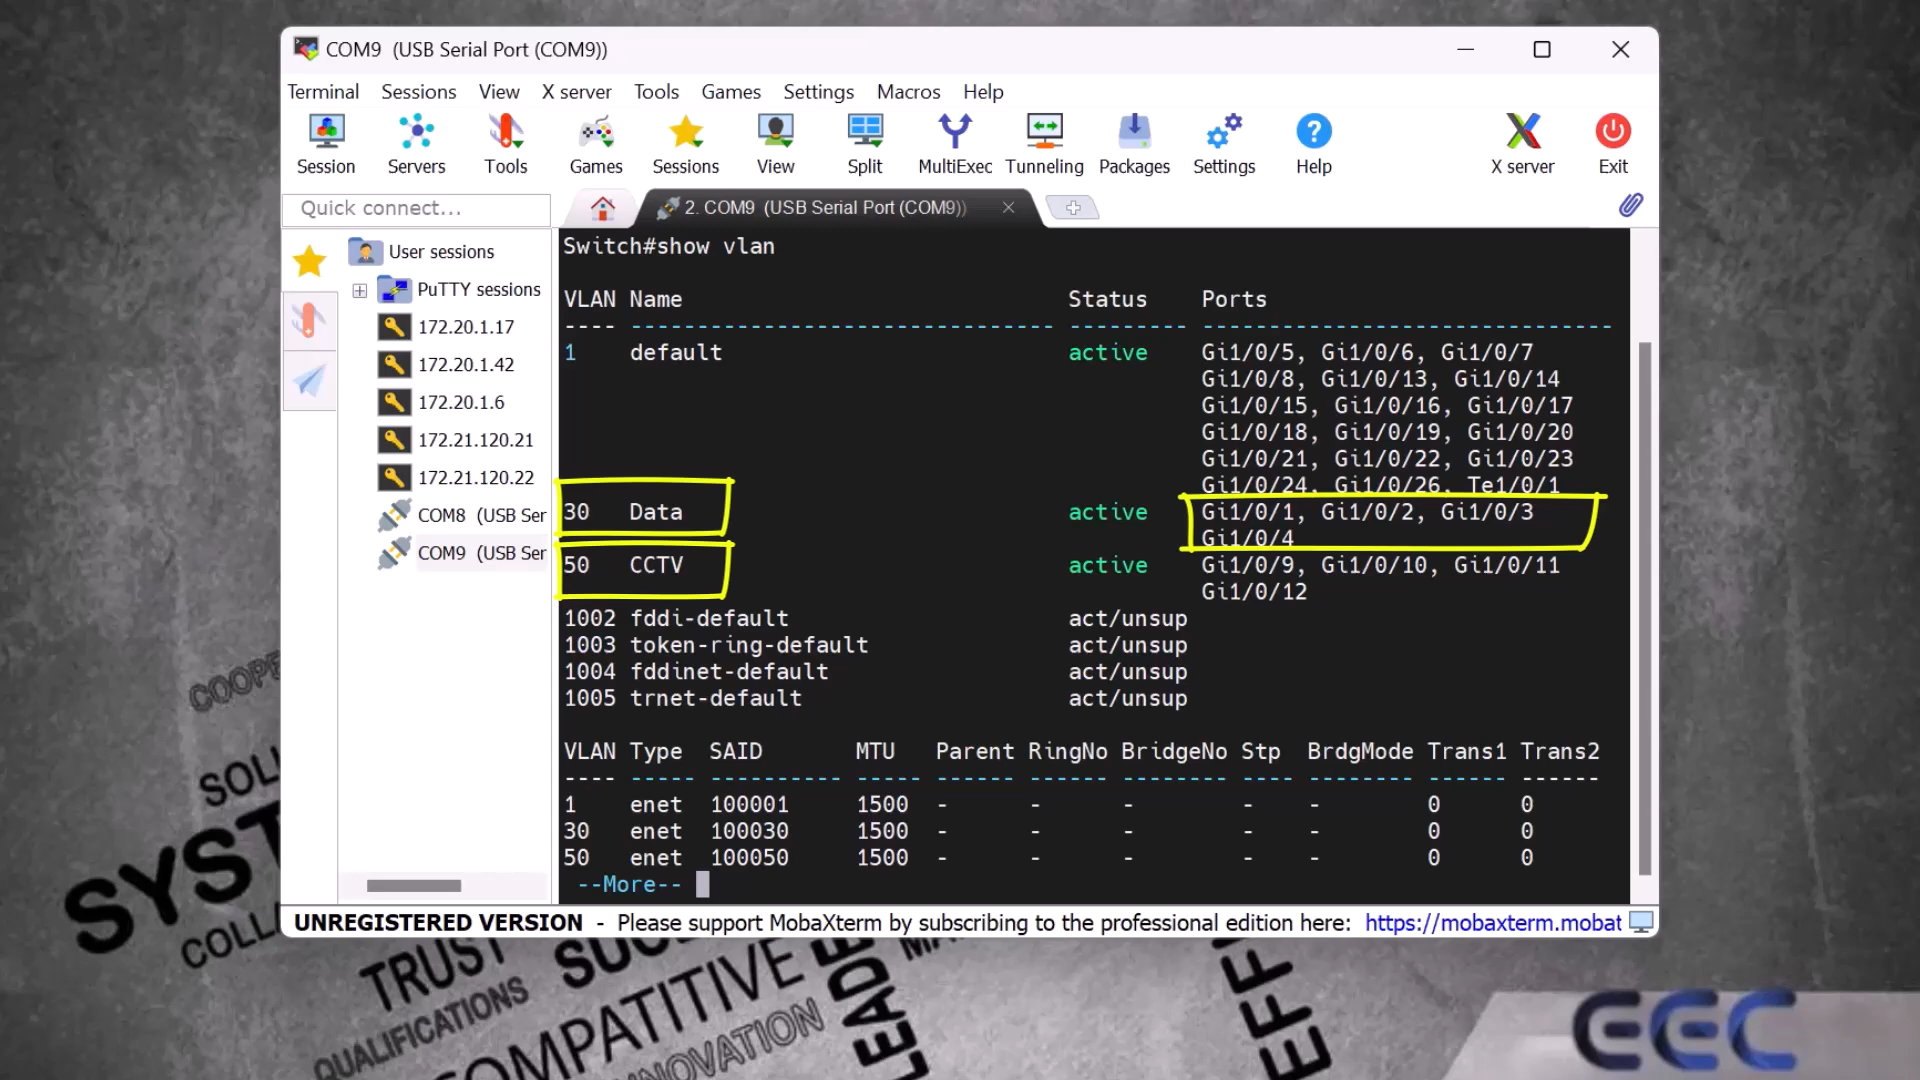 COM9 (USB Serial Port (COM9))
Terminal Sessions View X server Tools Games Settings Macros Help
Session Servers Tools Games Sessions View Split MultiExec Tunneling Packages Settings Help X server Exit
Quick connect...
2. COM9 (USB Serial Port (COM9))
User sessions
PuTTY sessions
172.20.1.17
172.20.1.42
172.20.1.6
172.21.120.21
172.21.120.22
COM8 (USB Ser
COM9 (USB Ser
Switch#show vlan
VLAN Name Status Ports
---- -------------------------------- --------- -------------------------------
1 default active Gi1/0/5, Gi1/0/6, Gi1/0/7
Gi1/0/8, Gi1/0/13, Gi1/0/14
Gi1/0/15, Gi1/0/16, Gi1/0/17
Gi1/0/18, Gi1/0/19, Gi1/0/20
Gi1/0/21, Gi1/0/22, Gi1/0/23
Gi1/0/24, Gi1/0/26, Te1/0/1
30 Data active Gi1/0/1, Gi1/0/2, Gi1/0/3
Gi1/0/4
50 CCTV active Gi1/0/9, Gi1/0/10, Gi1/0/11
Gi1/0/12
1002 fddi-default act/unsup
1003 token-ring-default act/unsup
1004 fddinet-default act/unsup
1005 trnet-default act/unsup
VLAN Type SAID MTU Parent RingNo BridgeNo Stp BrdgMode Trans1 Trans2
---- ----- ---------- ----- ------ ------ -------- ---- -------- ------ ------
1 enet 100001 1500 - - - - - 0 0
30 enet 100030 1500 - - - - - 0 0
50 enet 100050 1500 - - - - - 0 0
--More--
UNREGISTERED VERSION - Please support MobaXterm by subscribing to the professional edition here: https://mobaxterm.mobat
COOPE
SOLU
SYST
COLLA
TRUST
QUALIFICATIONS
SUC
COMPATITIVE
INNOVATION
LEADE
EFF
EEC